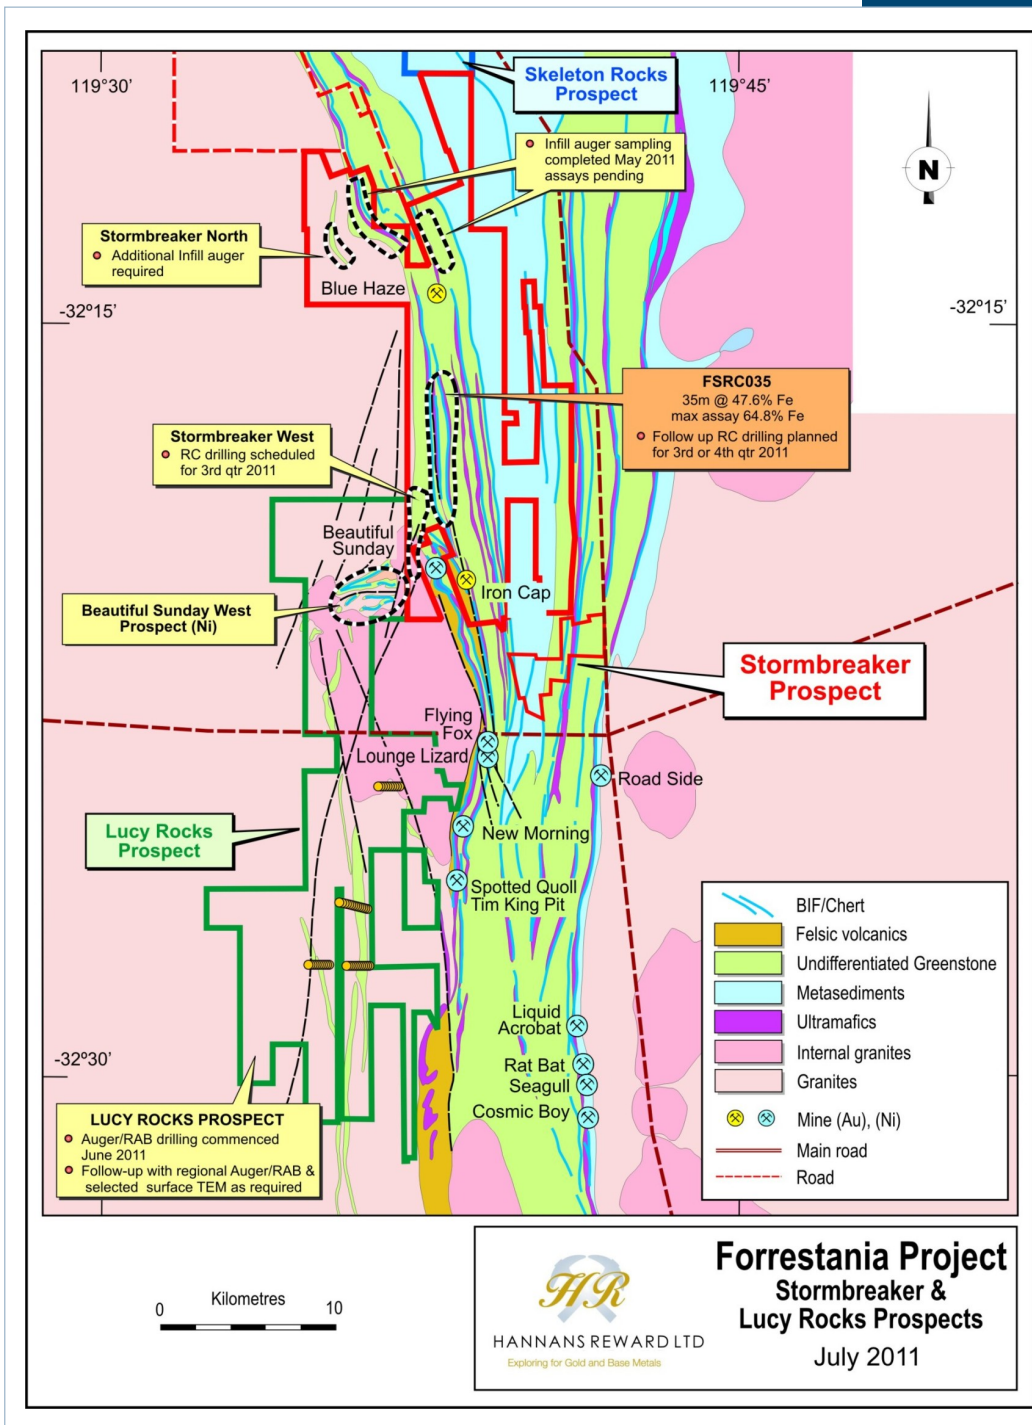 119°30’
119°45’
Skeleton Rocks
Prospect
Infill auger sampling
completed May 2011
assays pending
N
Stormbreaker North
Additional Infill auger
required
Blue Haze
-32°15’
-32°15’
FSRC035
35m @ 47.6% Fe
max assay 64.8% Fe
Follow up RC drilling planned
for 3rd or 4th qtr 2011
Stormbreaker West
RC drilling scheduled
for 3rd qtr 2011
Beautiful
Sunday
Iron Cap
Beautiful Sunday West
Prospect (Ni)
Stormbreaker
Prospect
Flying
Fox
Lounge Lizard
Road Side
New Morning
Lucy Rocks
Prospect
Spotted Quoll
Tim King Pit
BIF/Chert
Felsic volcanics
Undifferentiated Greenstone
Metasediments
Ultramafics
Internal granites
Granites
Mine (Au), (Ni)
Main road
Road
Liquid
Acrobat
Rat Bat
Seagull
Cosmic Boy
-32°30’
LUCY ROCKS PROSPECT
Auger/RAB drilling commenced
June 2011
Follow-up with regional Auger/RAB &
selected surface TEM as required
Kilometres
0
10
HR
HANNANS REWARD LTD
Exploring for Gold and Base Metals
Forrestania Project
Stormbreaker &
Lucy Rocks Prospects
July 2011